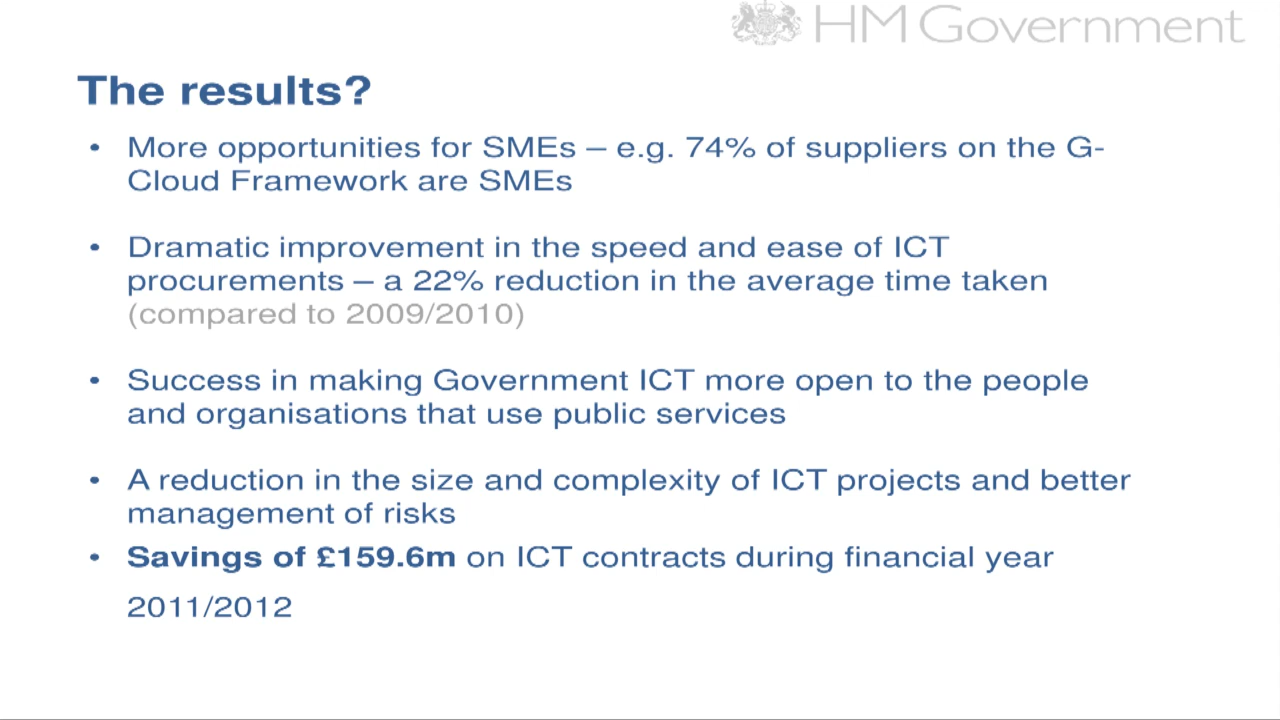 HM Government
The results?
• More opportunities for SMEs – e.g. 74% of suppliers on the G-
Cloud Framework are SMEs
• Dramatic improvement in the speed and ease of ICT
procurements – a 22% reduction in the average time taken
(compared to 2009/2010)
• Success in making Government ICT more open to the people
and organisations that use public services
• A reduction in the size and complexity of ICT projects and better
management of risks
• Savings of £159.6m on ICT contracts during financial year
2011/2012